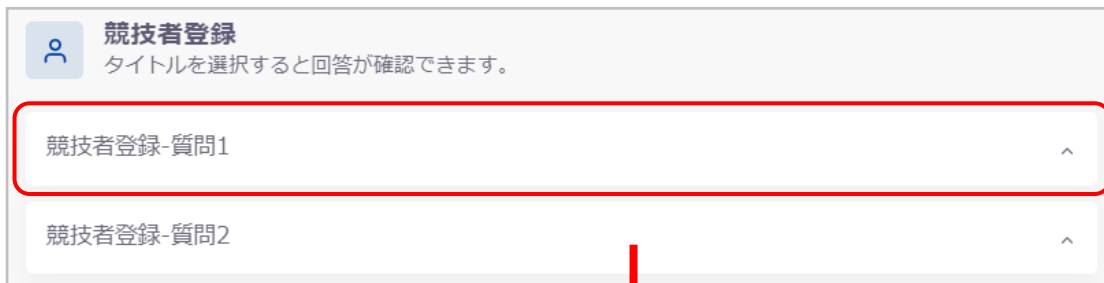 競技者登録
タイトルを選択すると回答が確認できます。
競技者登録-質問1
競技者登録-質問2